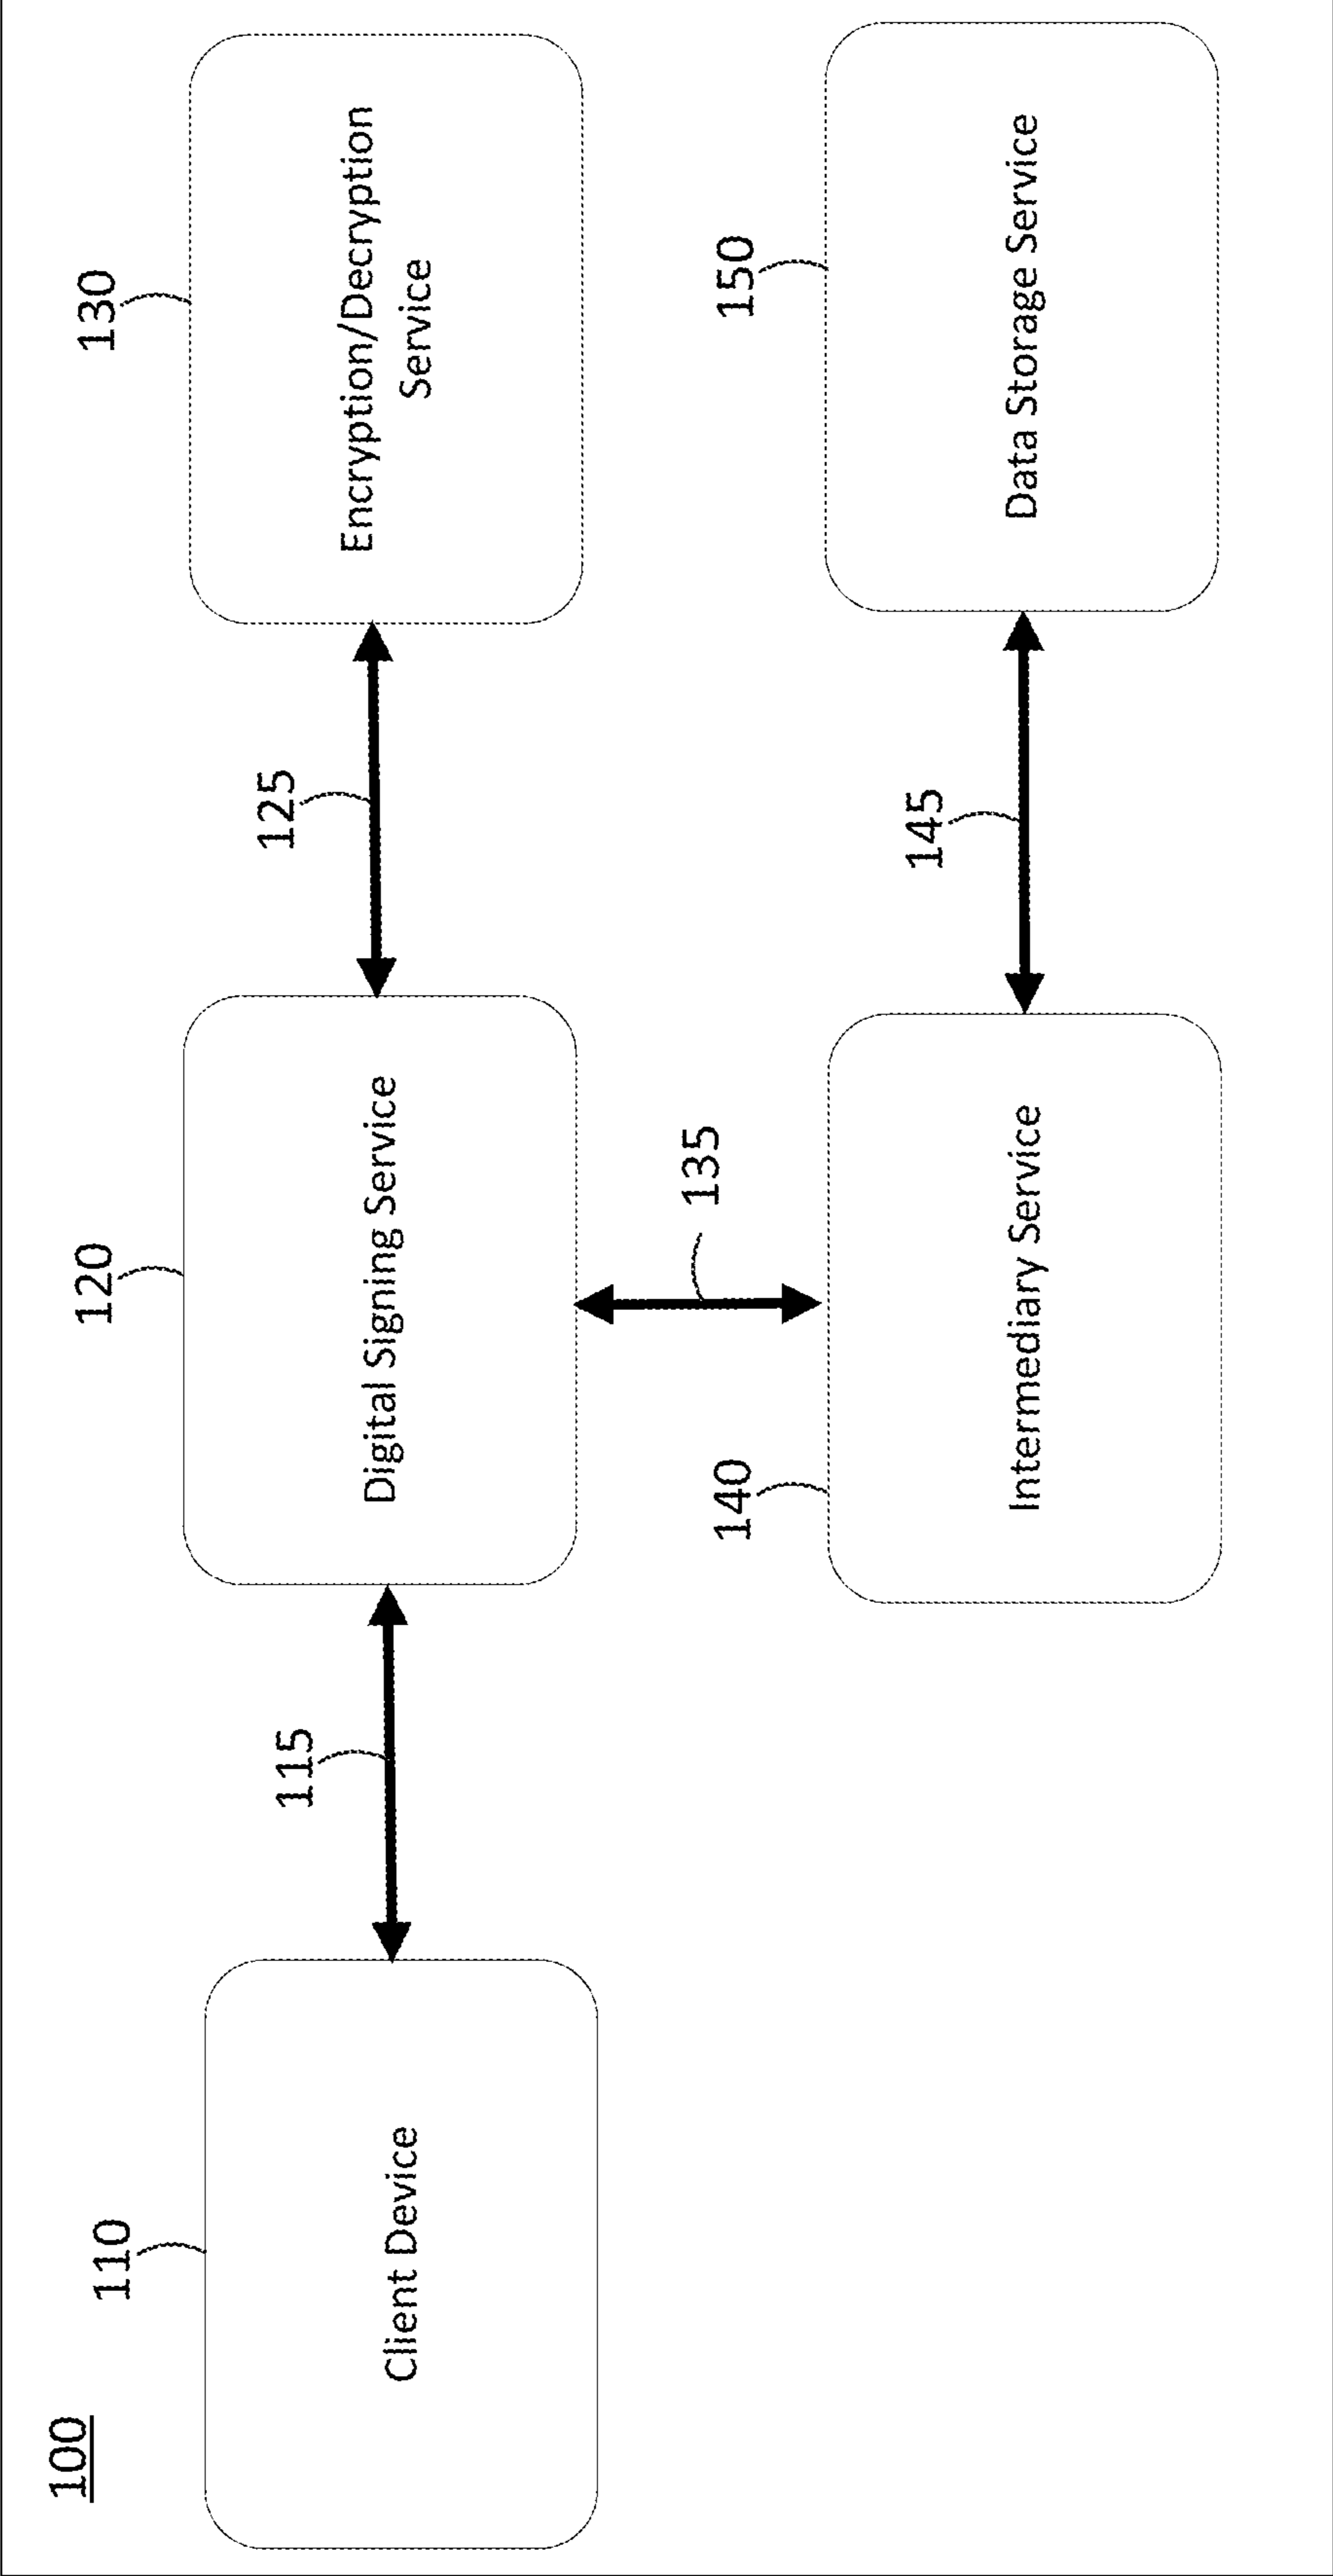 100
110
Client Device
115
120
Digital Signing Service
125
130
Encryption/Decryption
Service
135
140
Intermediary Service
145
150
Data Storage Service